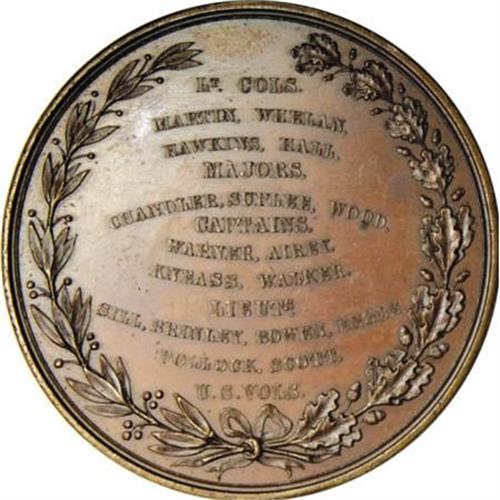 LT. COLS.
MARTIN, WHELAN,
HAWKINS, HALL,
MAJORS.
CHANDLER, SUPLEE, WOOD,
CAPTAINS.
WARNER, AIREY,
KNEASS, WALKER.
LIEUTS
SILL, BRINLEY, BOWEN,
POLLOCK, SCOTT,
U.S. VOLS.